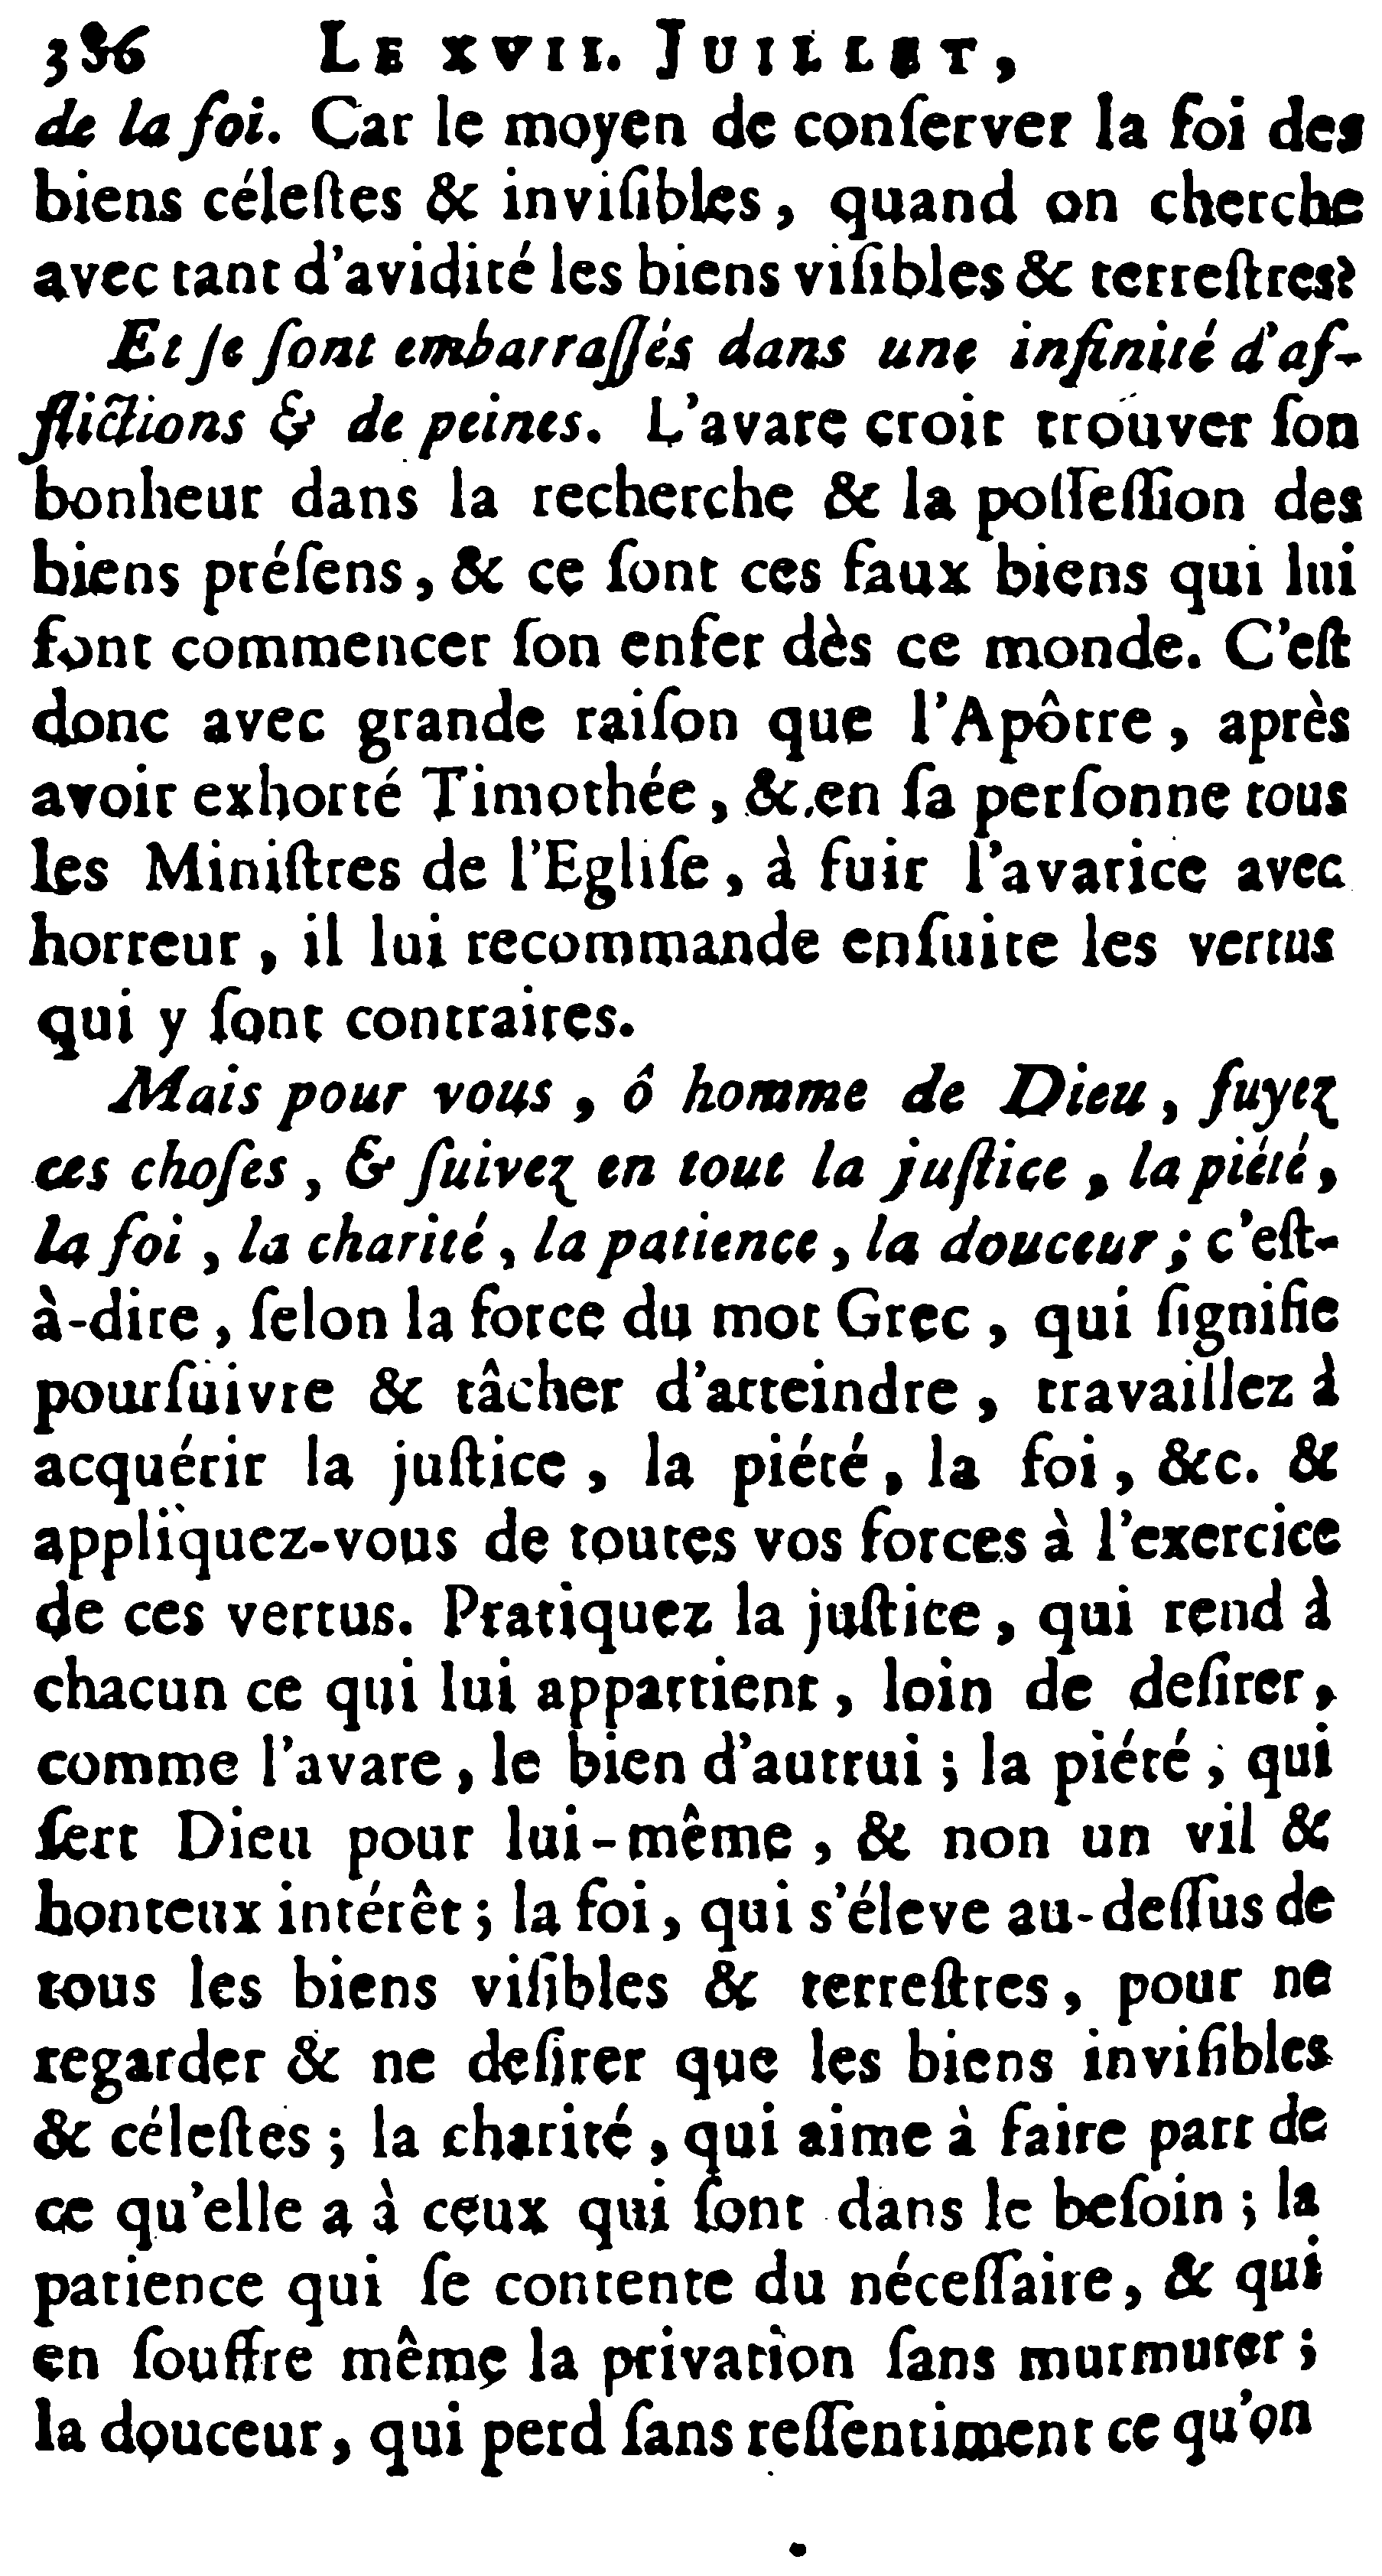 386 LE XVII. JUILLET,
de la foi. Car le moyen de conſerver la foi des
biens céleſtes & inviſibles, quand on cherche
avec tant d'avidité les biens viſibles & terreſtres?
Et ſe ſont embarraſſés dans une infinité d'af-
flictions & de peines. L'avare croit trouver ſon
bonheur dans la recherche & la poſſeſſion des
biens préſens, & ce ſont ces faux biens qui lui
font commencer ſon enfer dès ce monde. C'eſt
donc avec grande raiſon que l'Apôtre, après
avoir exhorté Timothée, & en ſa perſonne tous
les Miniſtres de l'Egliſe, à fuir l'avarice avec
horreur, il lui recommande enſuite les vertus
qui y ſont contraires.
Mais pour vous, ô homme de Dieu, fuyez
ces choſes, & ſuivez en tout la juſtice, la piété,
la foi, la charité, la patience, la douceur; c'eſt-
à-dire, ſelon la force du mot Grec, qui ſignifie
pourſuivre & tâcher d'atteindre, travaillez à
acquérir la juſtice, la piété, la foi, &c. &
appliquez-vous de toutes vos forces à l'exercice
de ces vertus. Pratiquez la juſtice, qui rend à
chacun ce qui lui appartient, loin de deſirer,
comme l'avare, le bien d'autrui; la piété, qui
ſert Dieu pour lui-même, & non un vil &
honteux intérêt; la foi, qui s'éleve au-deſſus de
tous les biens viſibles & terreſtres, pour ne
regarder & ne deſirer que les biens inviſibles
& céleſtes; la charité, qui aime à faire part de
ce qu'elle a à ceux qui ſont dans le beſoin; la
patience qui ſe contente du néceſſaire, & qui
en ſouffre même la privation ſans murmurer;
la douceur, qui perd ſans reſſentiment ce qu'on